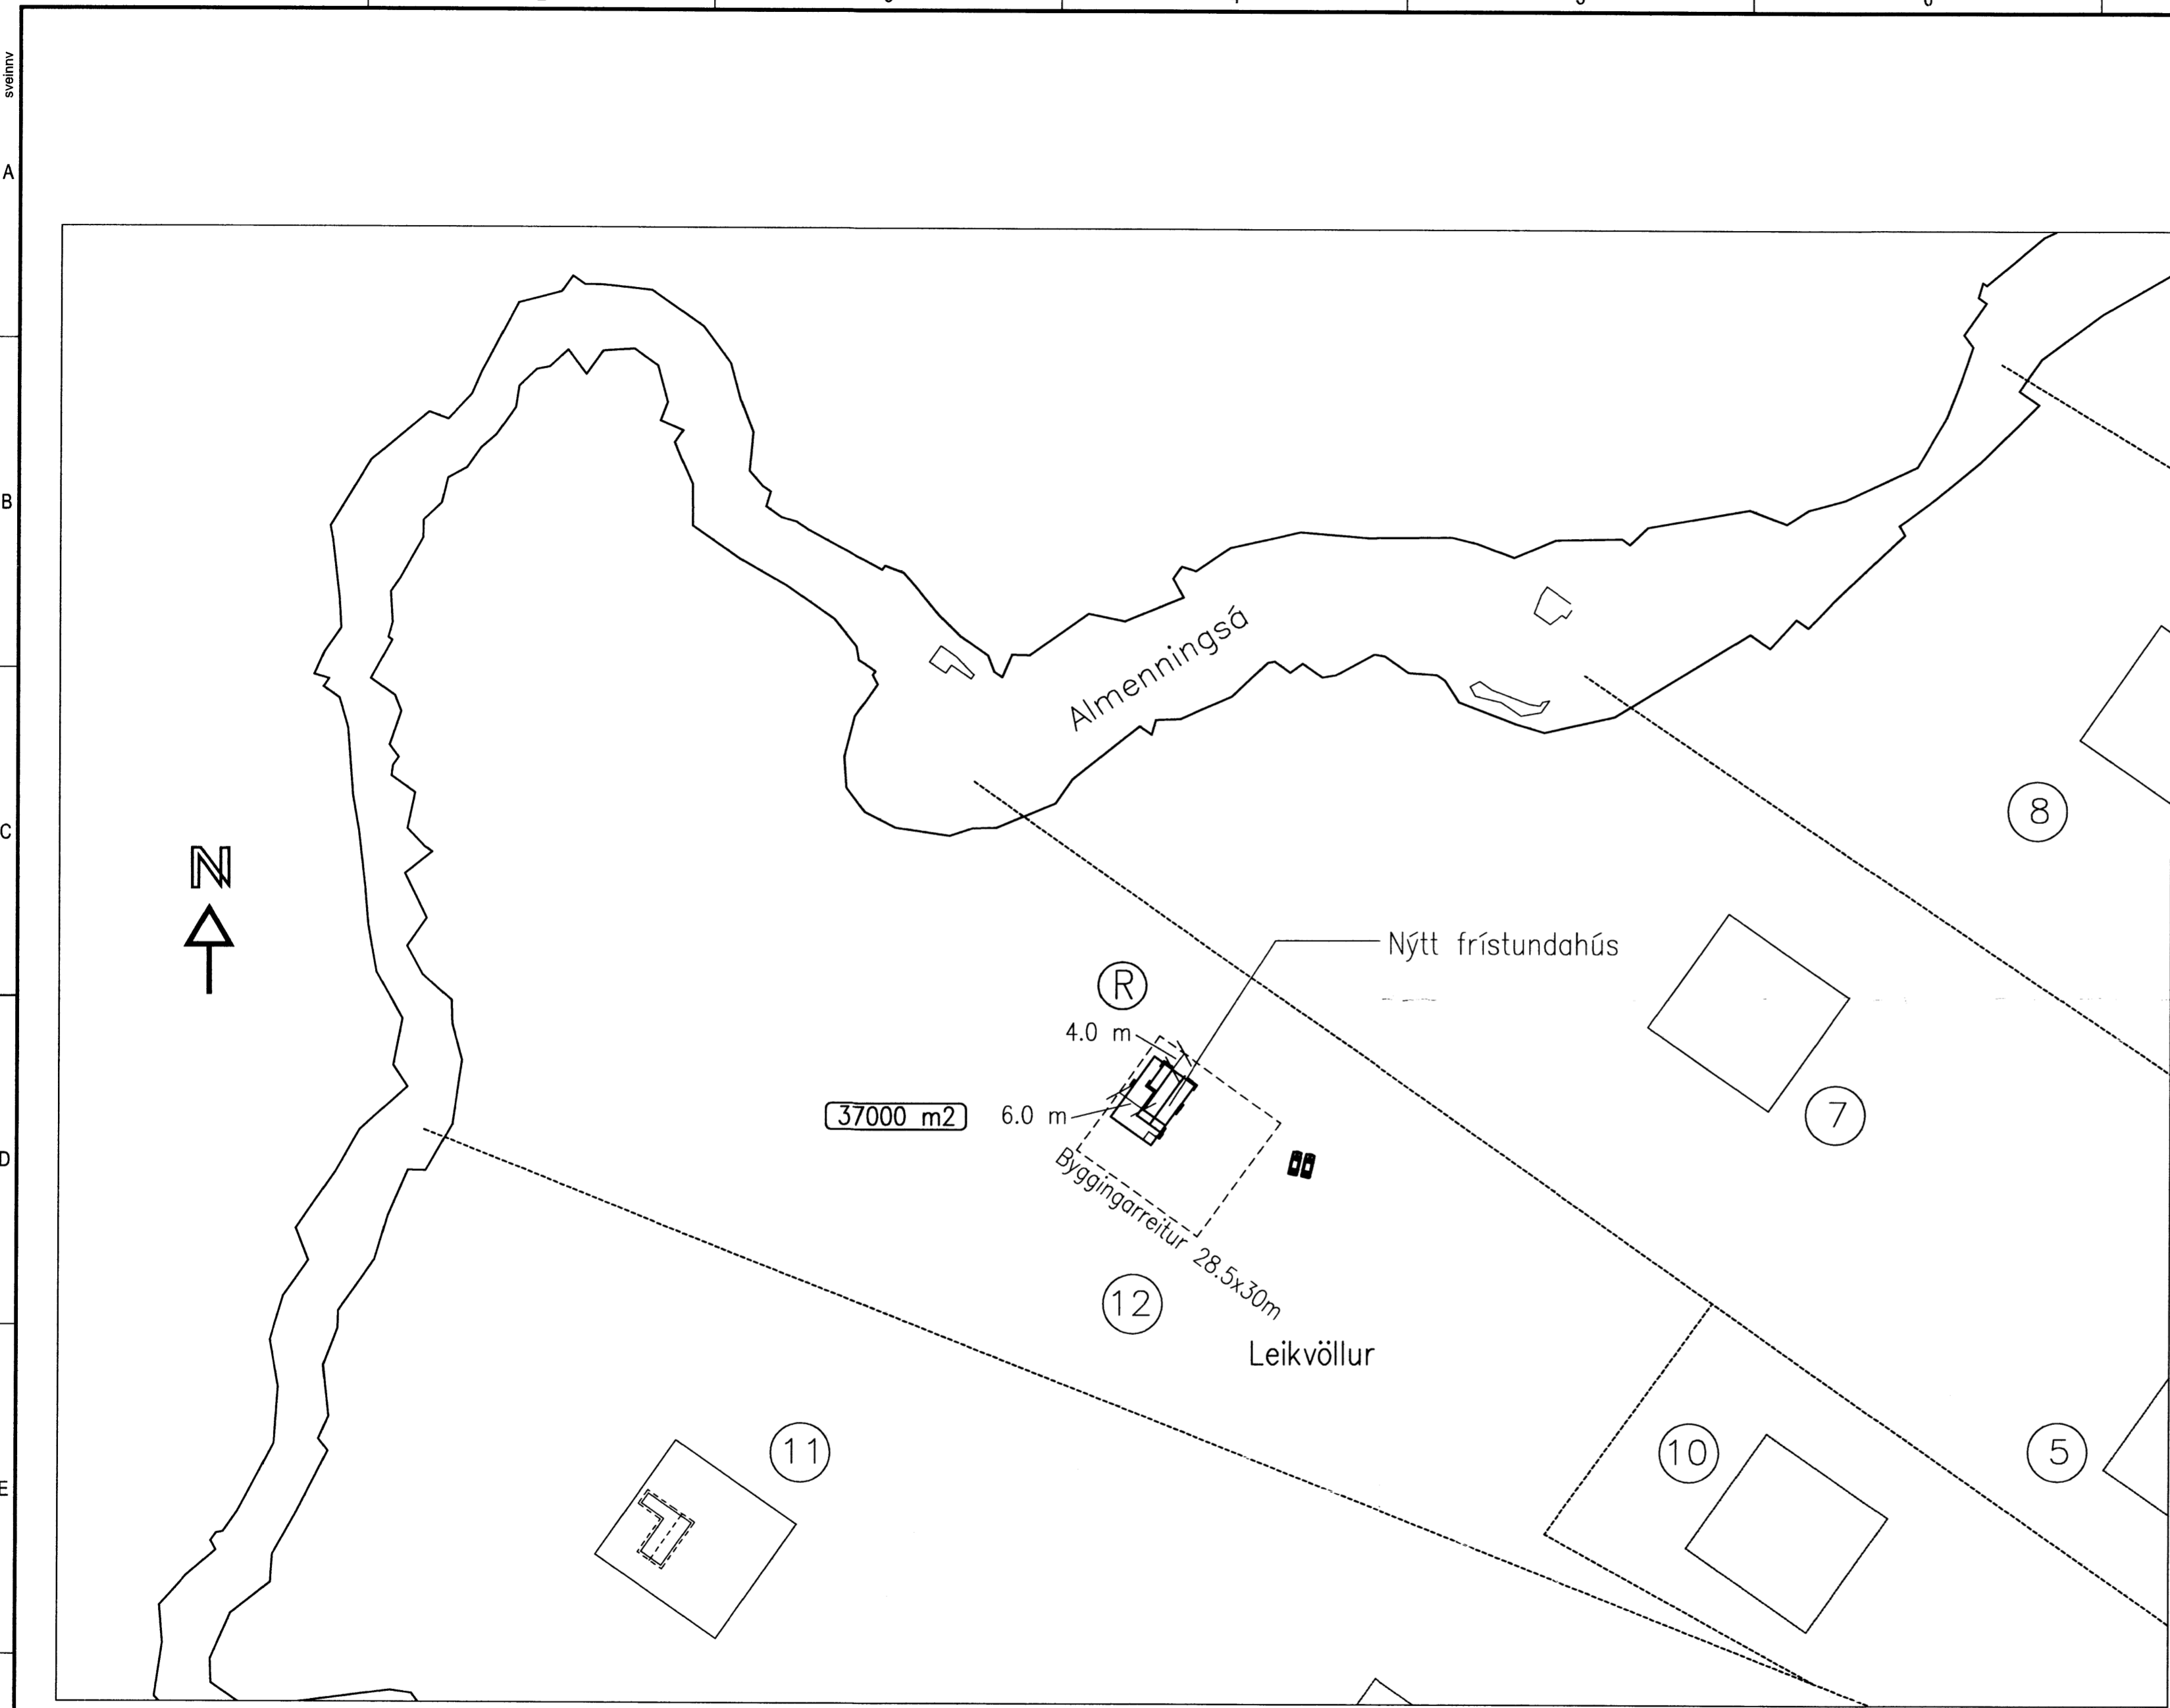 sveinnv
A
B
C
D
E
N
Almenningsá
8
Nýtt frístundahús
R
4.0 m
37000 m2
6.0 m
7
Byggingarreitur 28.5x30m
12
Leikvöllur
11
10
5